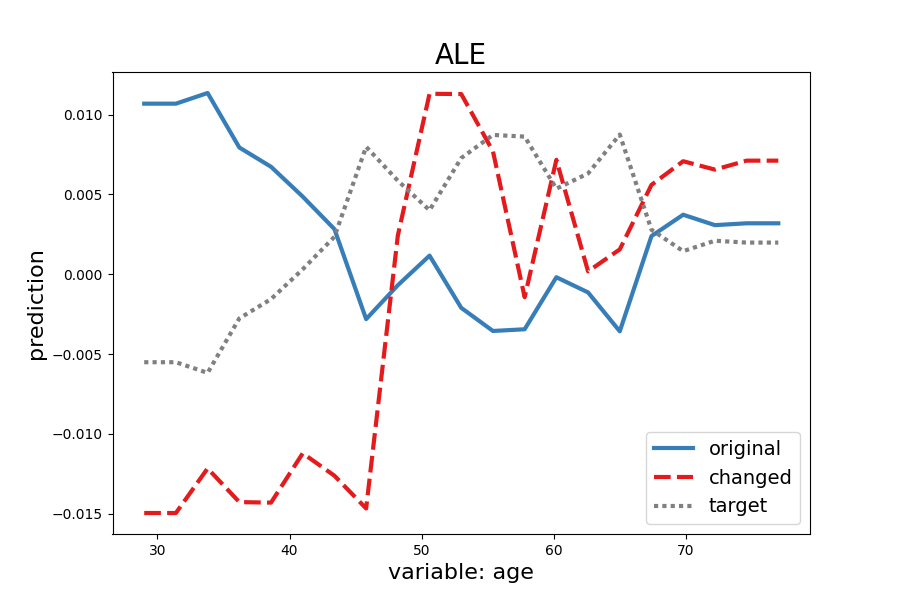 ALE
prediction
0.010
0.005
0.000
−0.005
−0.010
−0.015
30 40 50 60 70
variable: age
original
changed
target